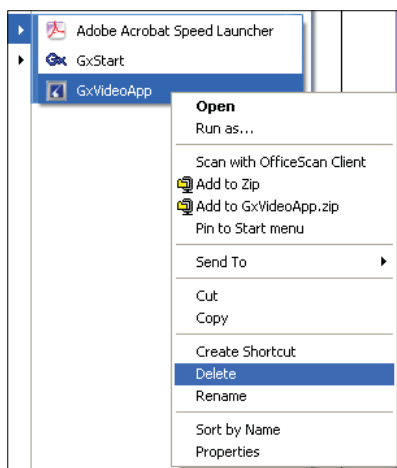 Adobe Acrobat Speed Launcher
GxStart
GxVideoApp
Open
Run as...
Scan with OfficeScan Client
Add to Zip
Add to GxVideoApp.zip
Pin to Start menu
Send To
Cut
Copy
Create Shortcut
Delete
Rename
Sort by Name
Properties